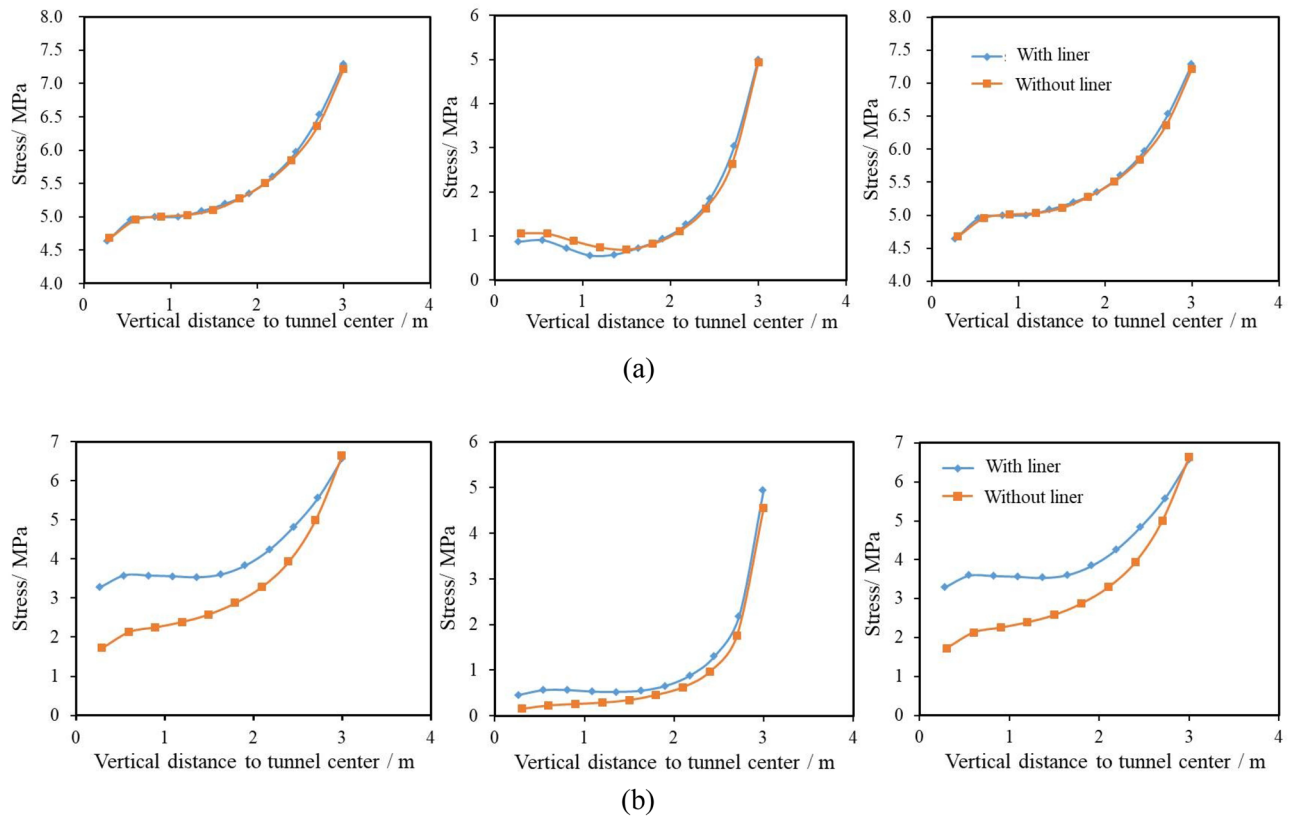 Stress/ MPa
8.0
7.5
7.0
6.5
6.0
5.5
5.0
4.5
4.0
0 1 2 3 4
Vertical distance to tunnel center / m
Stress/ MPa
6
5
4
3
2
1
0
0 1 2 3 4
Vertical distance to tunnel center / m
Stress/ MPa
8.0
7.5
7.0
6.5
6.0
5.5
5.0
4.5
4.0
With liner
Without liner
0 1 2 3 4
Vertical distance to tunnel center / m
(a)
Stress/ MPa
7
6
5
4
3
2
1
0
0 1 2 3 4
Vertical distance to tunnel center / m
Stress/ MPa
6
5
4
3
2
1
0
0 1 2 3 4
Vertical distance to tunnel center / m
Stress/ MPa
7
6
5
4
3
2
1
0
With liner
Without liner
0 1 2 3 4
Vertical distance to tunnel center / m
(b)